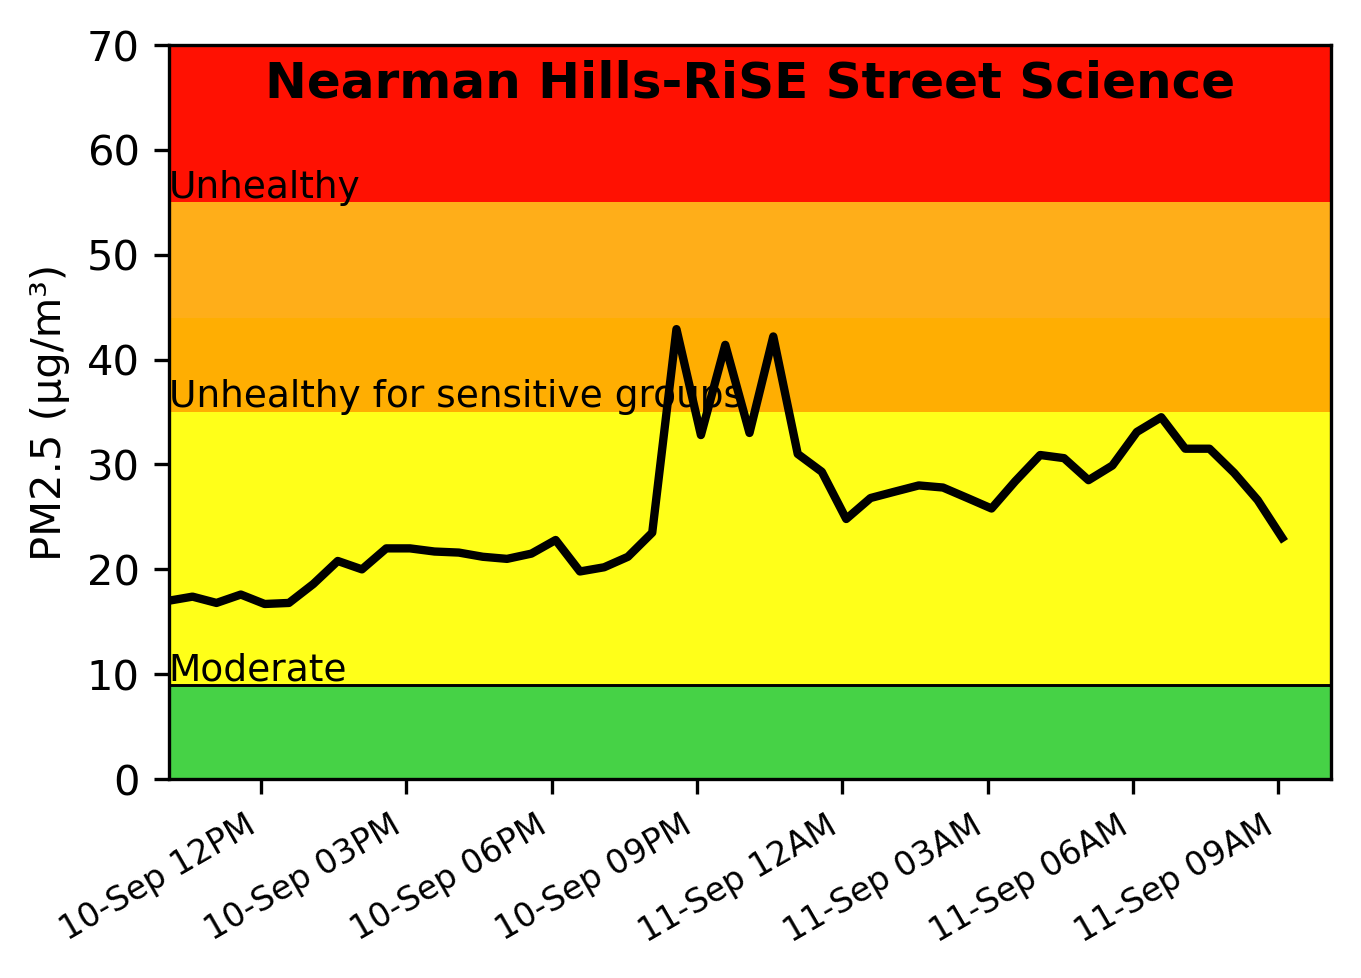 Nearman Hills-RiSE Street Science
PM2.5 (µg/m³)
70
60
50
40
30
20
10
0
Unhealthy
Unhealthy for sensitive groups
Moderate
10-Sep 12PM
10-Sep 03PM
10-Sep 06PM
10-Sep 09PM
11-Sep 12AM
11-Sep 03AM
11-Sep 06AM
11-Sep 09AM